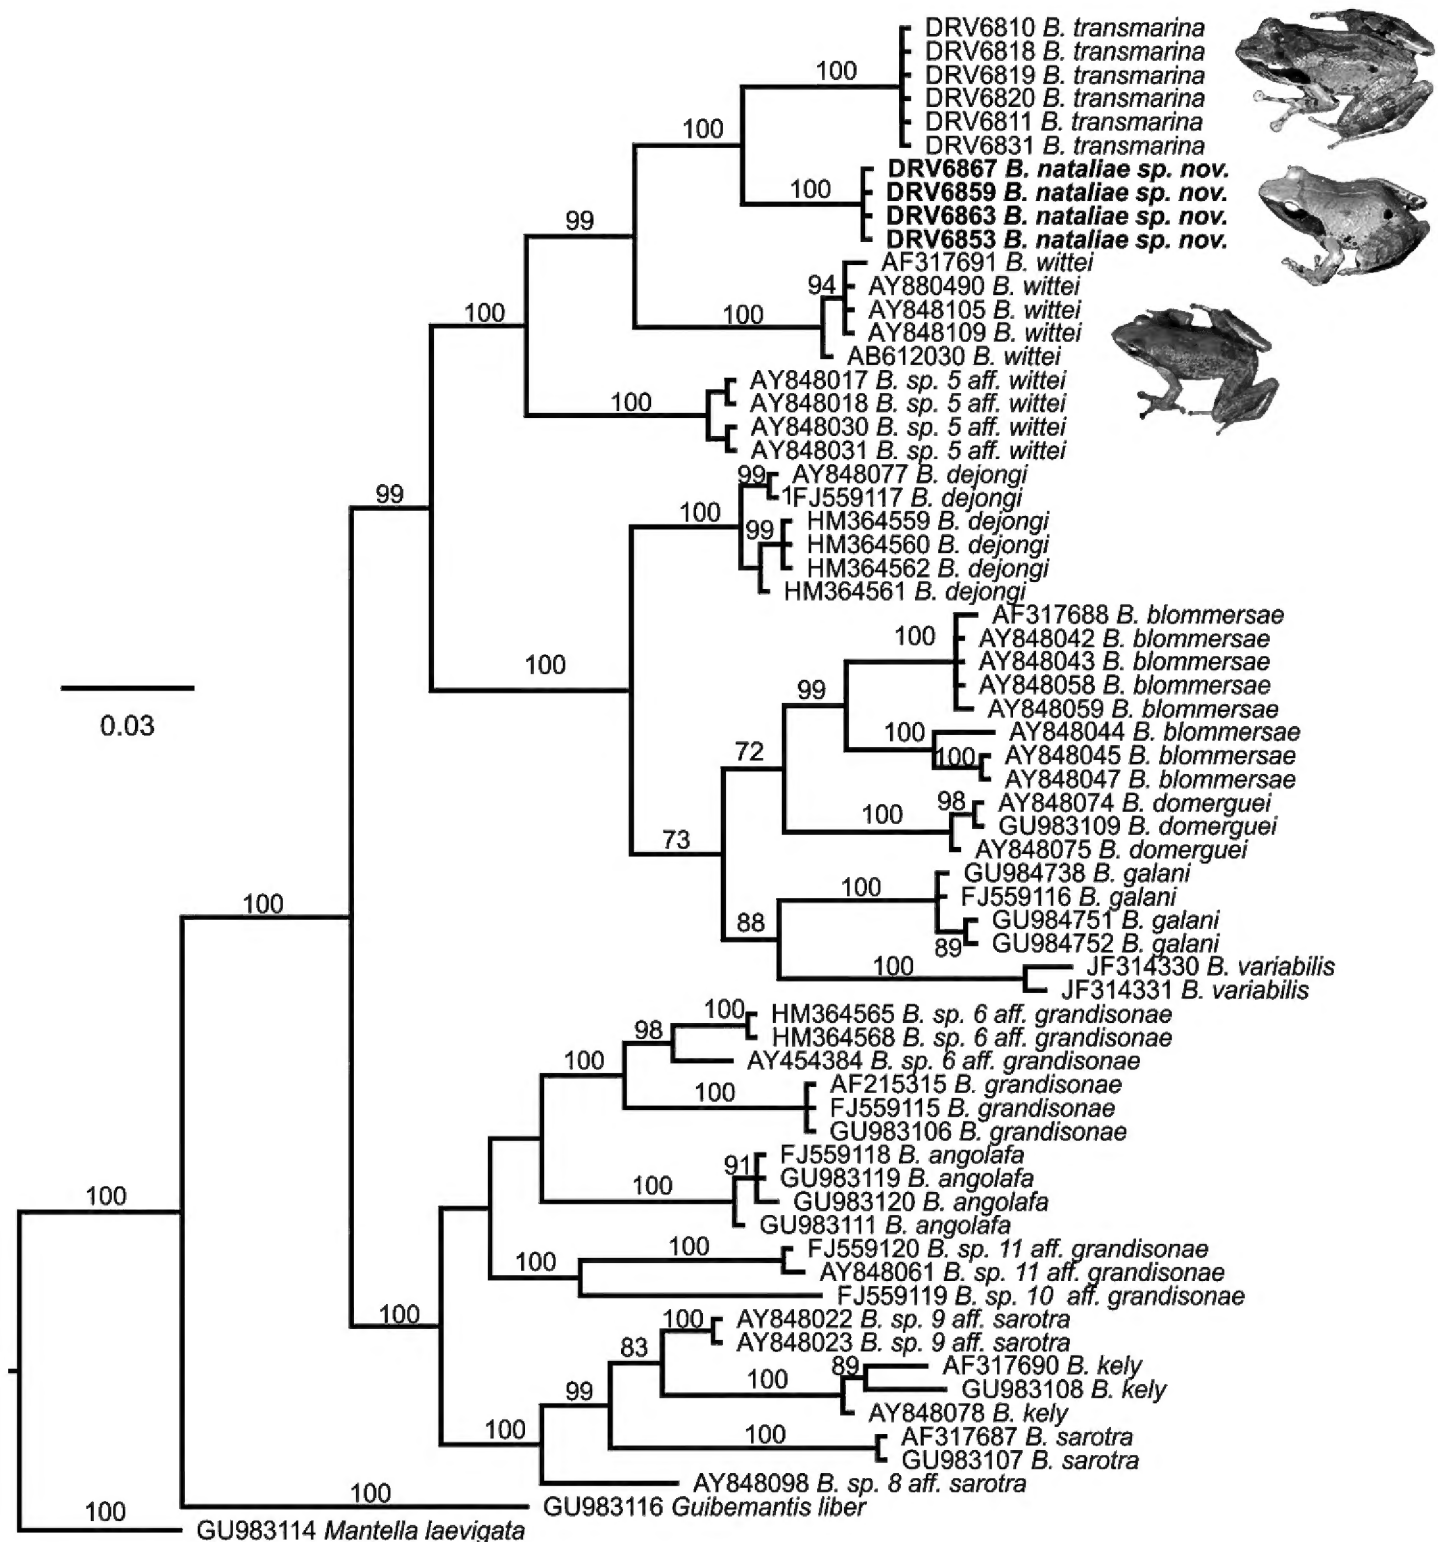 DRV6810 B. transmarina
DRV6818 B. transmarina
DRV6819 B. transmarina
100
DRV6820 B. transmarina
DRV6811 B. transmarina
100
DRV6831 B. transmarina
DRV6867 B. nataliae sp. nov.
100
DRV6859 B. nataliae sp. nov.
99
DRV6863 B. nataliae sp. nov.
DRV6853 B. nataliae sp. nov.
AF317691 B. wittei
94
AY880490 B. wittei
100
100
AY848105 B. wittei
AY848109 B. wittei
AB612030 B. wittei
AY848017 B. sp. 5 aff. wittei
100
AY848018 B. sp. 5 aff. wittei
AY848030 B. sp. 5 aff. wittei
AY848031 B. sp. 5 aff. wittei
99
AY848077 B. dejongi
99
1FJ559117 B. dejongi
100
HM364559 B. dejongi
99
HM364560 B. dejongi
HM364562 B. dejongi
HM364561 B. dejongi
AF317688 B. blommersae
100
AY848042 B. blommersae
100
AY848043 B. blommersae
AY848058 B. blommersae
99
AY848059 B. blommersae
0.03
100
AY848044 B. blommersae
72
100
AY848045 B. blommersae
AY848047 B. blommersae
98
AY848074 B. domerguei
100
GU983109 B. domerguei
73
AY848075 B. domerguei
GU984738 B. galani
100
FJ559116 B. galani
100
88
GU984751 B. galani
89
GU984752 B. galani
100
JF314330 B. variabilis
JF314331 B. variabilis
100
HM364565 B. sp. 6 aff. grandisonae
98
HM364568 B. sp. 6 aff. grandisonae
100
AY454384 B. sp. 6 aff. grandisonae
AF215315 B. grandisonae
100
FJ559115 B. grandisonae
GU983106 B. grandisonae
91
FJ559118 B. angolafa
100
GU983119 B. angolafa
100
GU983120 B. angolafa
GU983111 B. angolafa
100
FJ559120 B. sp. 11 aff. grandisonae
100
AY848061 B. sp. 11 aff. grandisonae
FJ559119 B. sp. 10 aff. grandisonae
100
100
AY848022 B. sp. 9 aff. sarotra
83
AY848023 B. sp. 9 aff. sarotra
89
AF317690 B. kely
99
100
GU983108 B. kely
AY848078 B. kely
100
100
AF317687 B. sarotra
GU983107 B. sarotra
AY848098 B. sp. 8 aff. sarotra
100
GU983116 Guibemantis liber
100
GU983114 Mantella laevigata